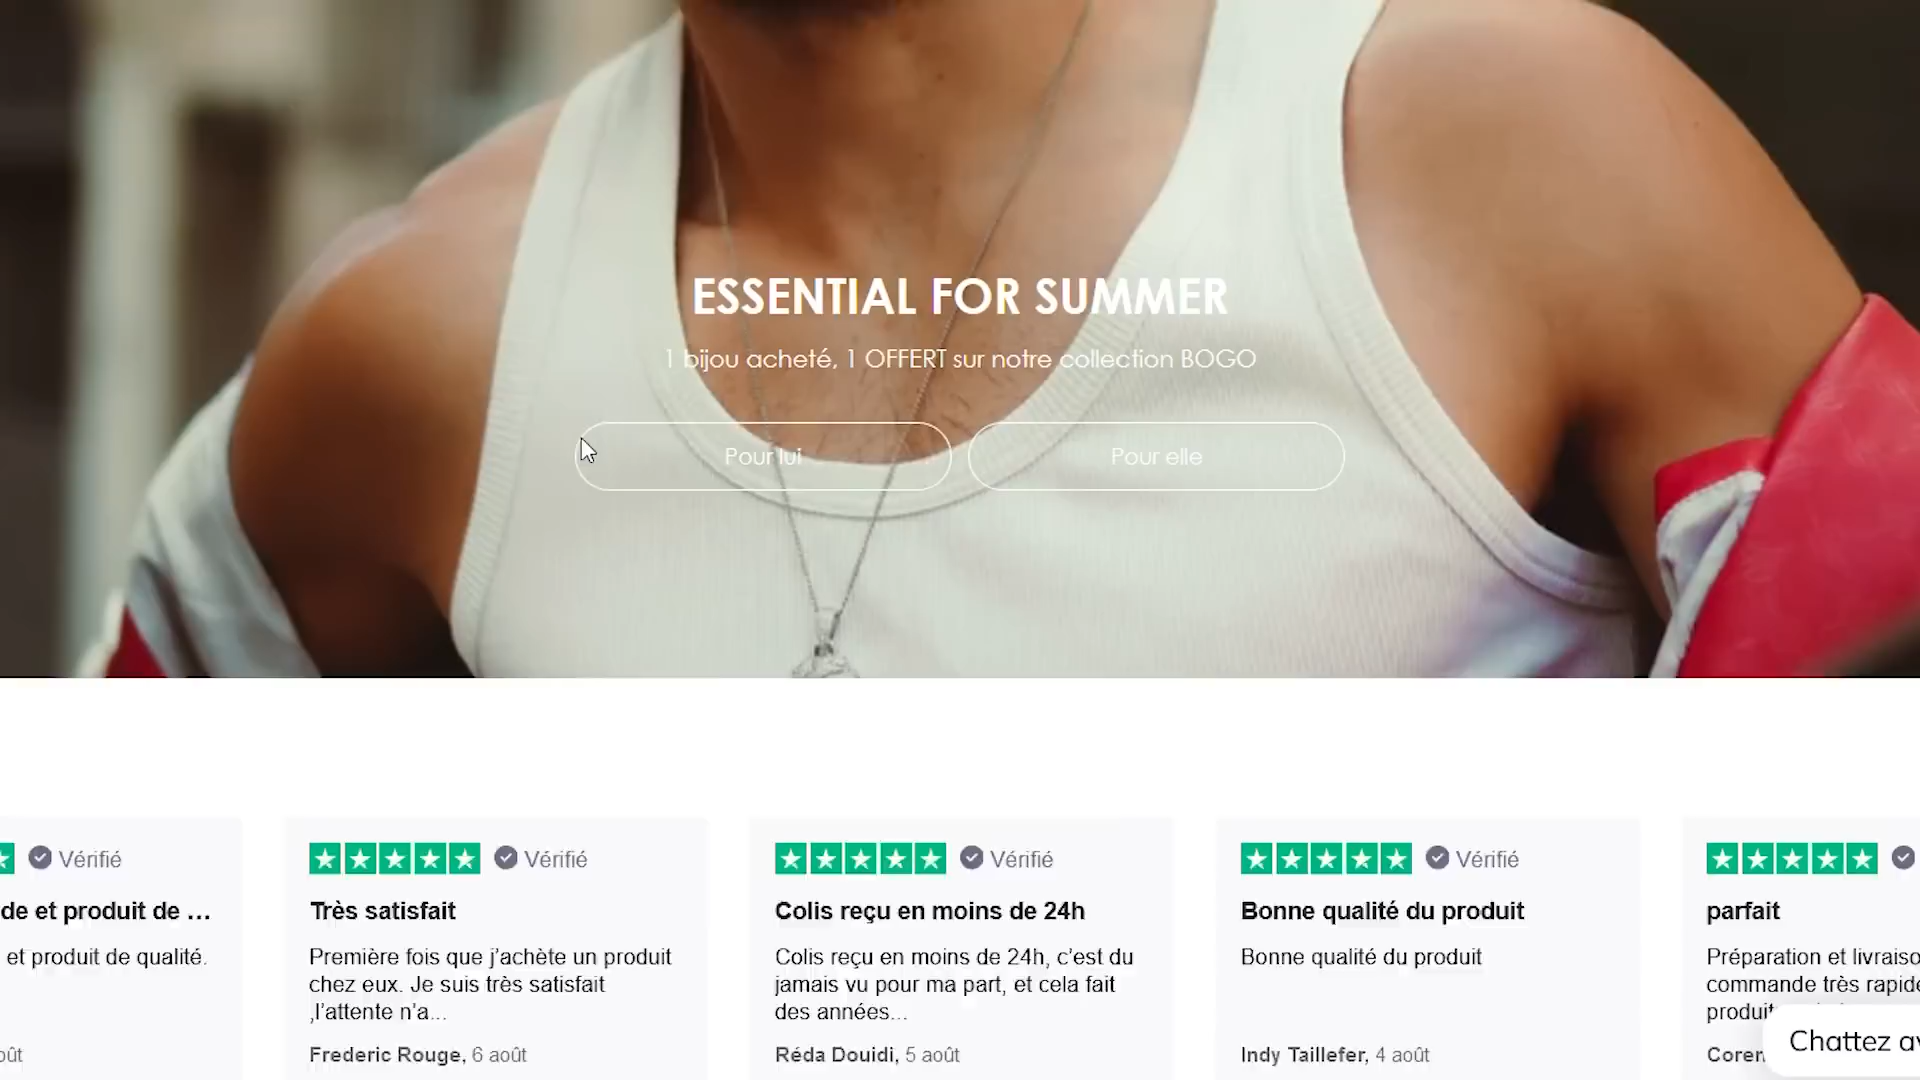 ESSENTIAL FOR SUMMER
1 bijou acheté, 1 OFFERT sur notre collection BOGO
Pour lui
Pour elle
Vérifié
de et produit de ...
et produit de qualité.
Vérifié
Très satisfait
Première fois que j’achète un produit
chez eux. Je suis très satisfait
,l’attente n’a...
Frederic Rouge, 6 août
Vérifié
Colis reçu en moins de 24h
Colis reçu en moins de 24h, c’est du
jamais vu pour ma part, et cela fait
des années...
Réda Douidi, 5 août
Vérifié
Bonne qualité du produit
Bonne qualité du produit
Indy Taillefer, 4 août
parfait
Préparation et
commande très
Chattez